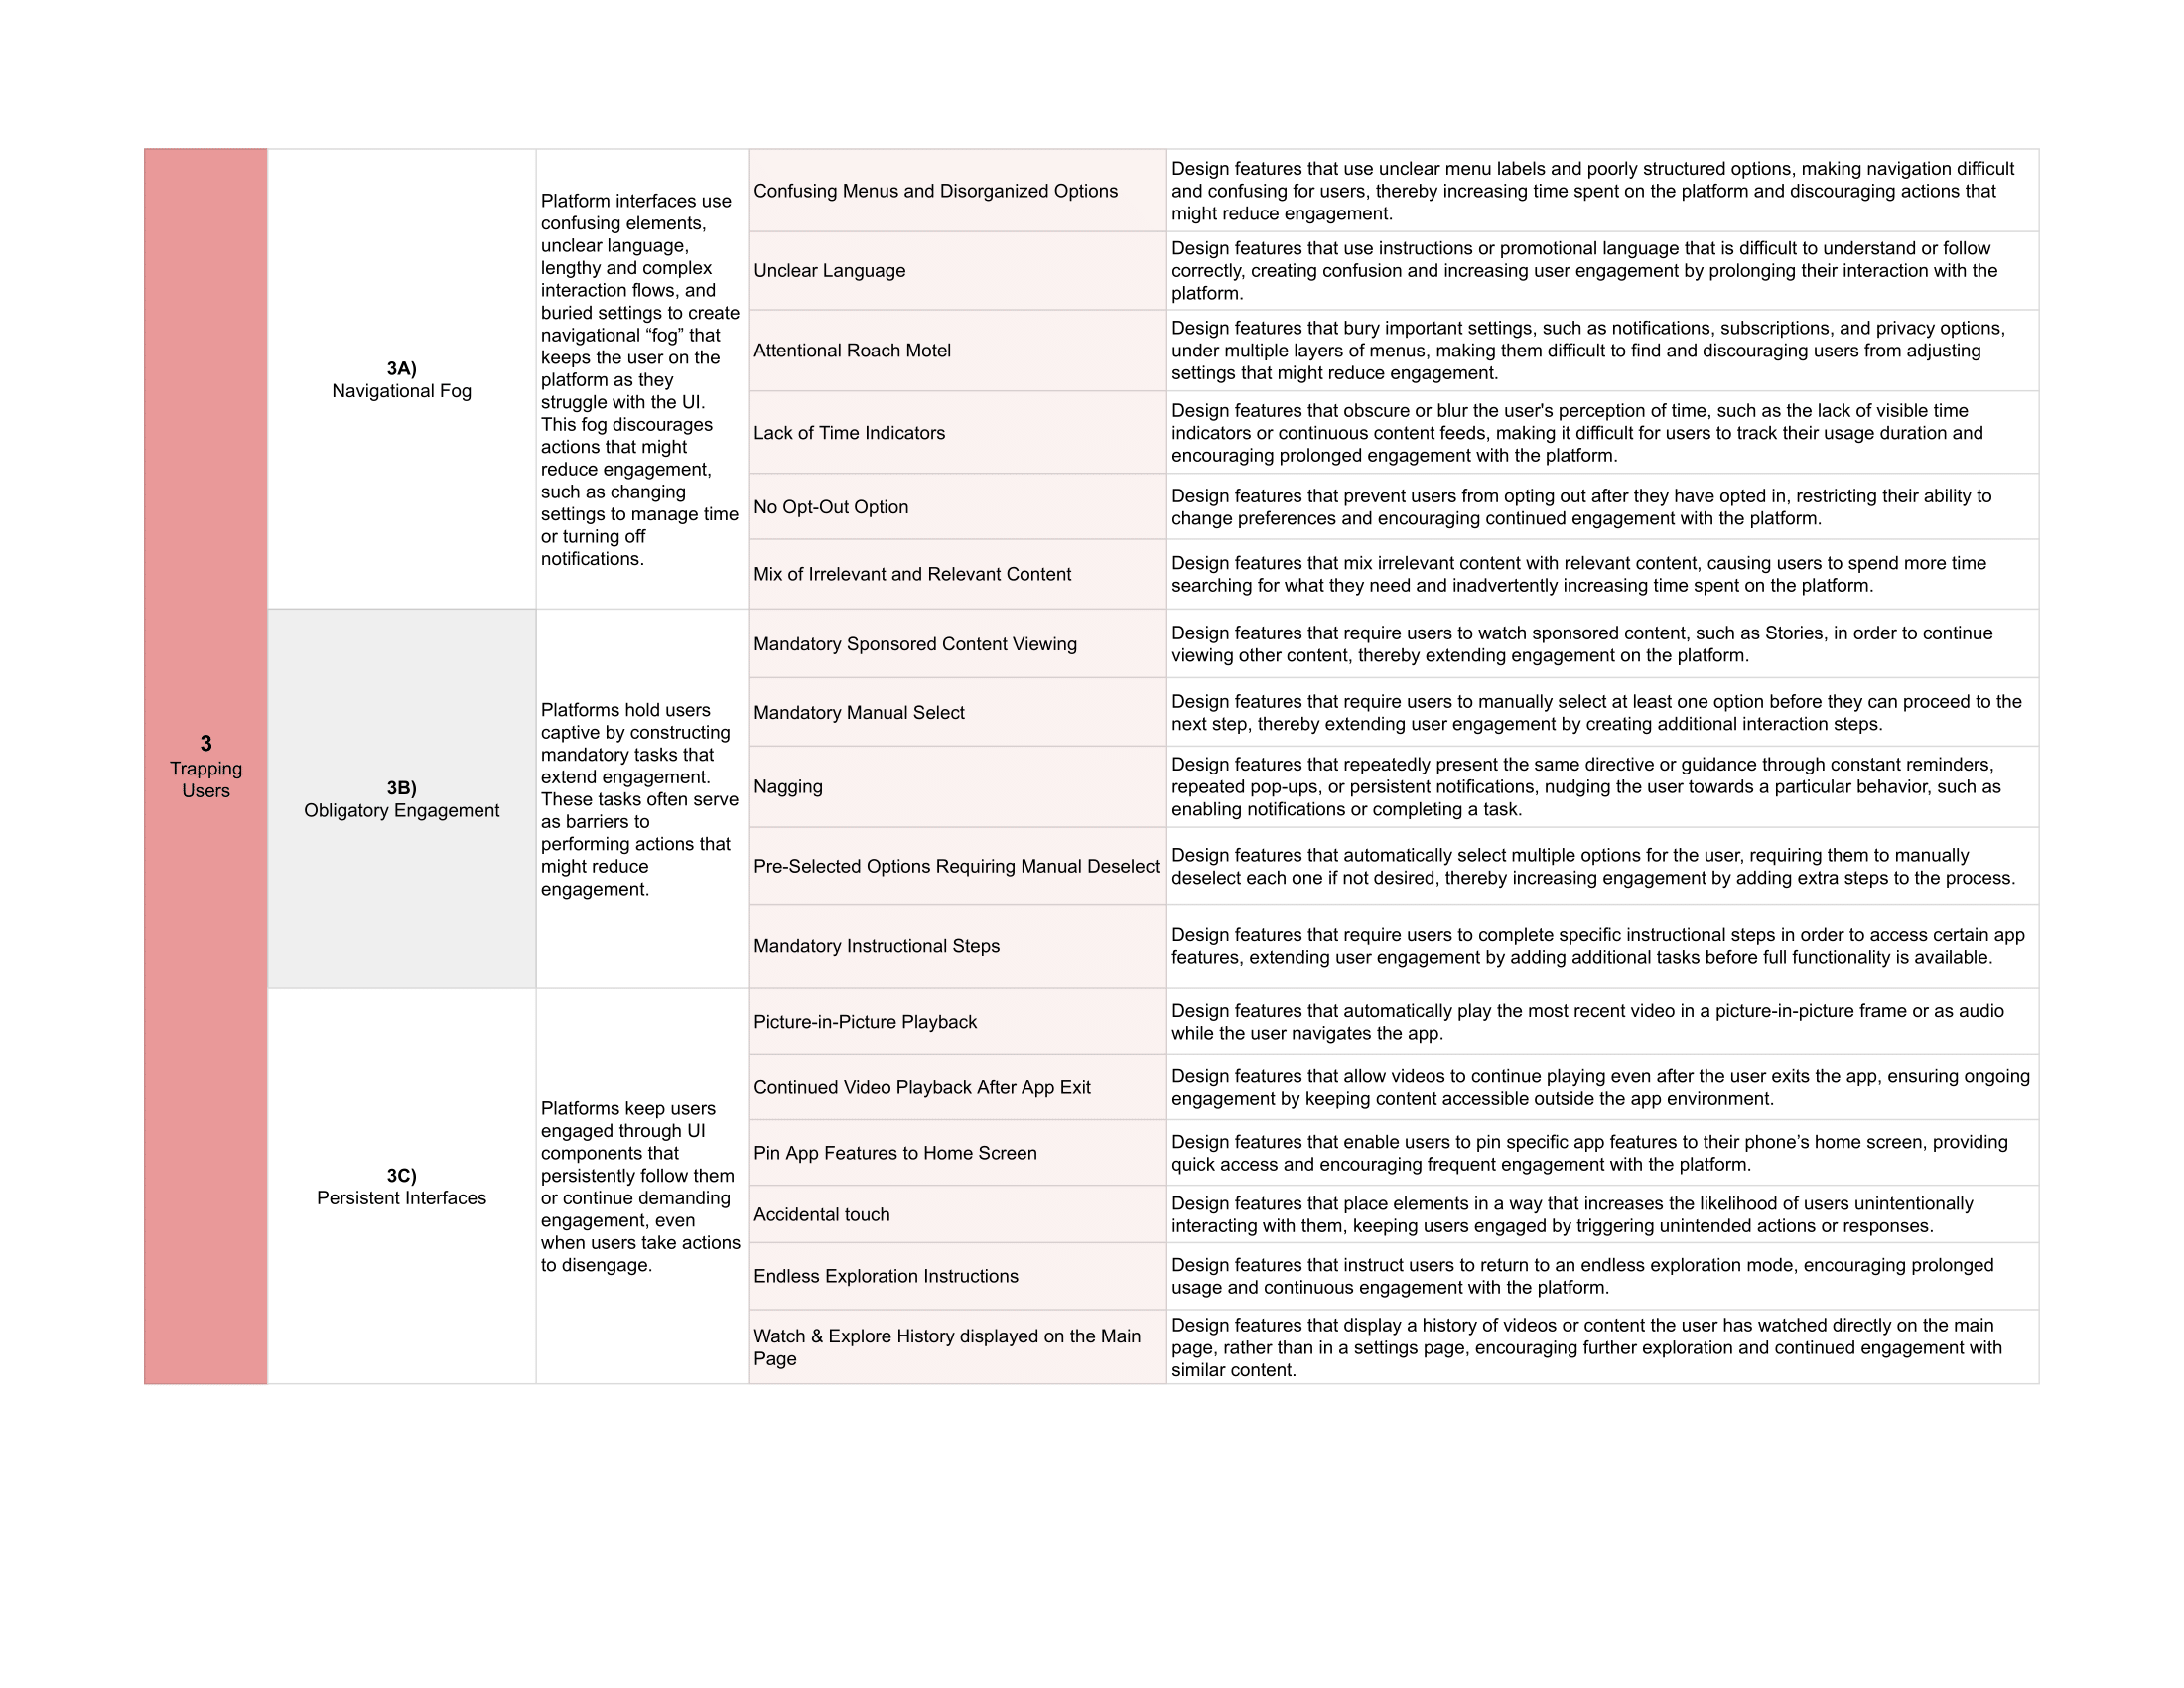 3
Trapping
Users
3A)
Navigational Fog
Platform interfaces use
confusing elements,
unclear language,
lengthy and complex
interaction flows, and
buried settings to create
navigational “fog” that
keeps the user on the
platform as they
struggle with the UI.
This fog discourages
actions that might
reduce engagement,
such as changing
settings to manage time
or turning off
notifications.
Confusing Menus and Disorganized Options
Design features that use unclear menu labels and poorly structured options, making navigation difficult
and confusing for users, thereby increasing time spent on the platform and discouraging actions that
might reduce engagement.
Unclear Language
Design features that use instructions or promotional language that is difficult to understand or follow
correctly, creating confusion and increasing user engagement by prolonging their interaction with the
platform.
Attentional Roach Motel
Design features that bury important settings, such as notifications, subscriptions, and privacy options,
under multiple layers of menus, making them difficult to find and discouraging users from adjusting
settings that might reduce engagement.
Lack of Time Indicators
Design features that obscure or blur the user's perception of time, such as the lack of visible time
indicators or continuous content feeds, making it difficult for users to track their usage duration and
encouraging prolonged engagement with the platform.
No Opt-Out Option
Design features that prevent users from opting out after they have opted in, restricting their ability to
change preferences and encouraging continued engagement with the platform.
Mix of Irrelevant and Relevant Content
Design features that mix irrelevant content with relevant content, causing users to spend more time
searching for what they need and inadvertently increasing time spent on the platform.
3B)
Obligatory Engagement
Platforms hold users
captive by constructing
mandatory tasks that
extend engagement.
These tasks often serve
as barriers to
performing actions that
might reduce
engagement.
Mandatory Sponsored Content Viewing
Design features that require users to watch sponsored content, such as Stories, in order to continue
viewing other content, thereby extending engagement on the platform.
Mandatory Manual Select
Design features that require users to manually select at least one option before they can proceed to the
next step, thereby extending user engagement by creating additional interaction steps.
Nagging
Design features that repeatedly present the same directive or guidance through constant reminders,
repeated pop-ups, or persistent notifications, nudging the user towards a particular behavior, such as
enabling notifications or completing a task.
Pre-Selected Options Requiring Manual Deselect
Design features that automatically select multiple options for the user, requiring them to manually
deselect each one if not desired, thereby increasing engagement by adding extra steps to the process.
Mandatory Instructional Steps
Design features that require users to complete specific instructional steps in order to access certain app
features, extending user engagement by adding additional tasks before full functionality is available.
3C)
Persistent Interfaces
Platforms keep users
engaged through UI
components that
persistently follow them
or continue demanding
engagement, even
when users take actions
to disengage.
Picture-in-Picture Playback
Design features that automatically play the most recent video in a picture-in-picture frame or as audio
while the user navigates the app.
Continued Video Playback After App Exit
Design features that allow videos to continue playing even after the user exits the app, ensuring ongoing
engagement by keeping content accessible outside the app environment.
Pin App Features to Home Screen
Design features that enable users to pin specific app features to their phone’s home screen, providing
quick access and encouraging frequent engagement with the platform.
Accidental touch
Design features that place elements in a way that increases the likelihood of users unintentionally
interacting with them, keeping users engaged by triggering unintended actions or responses.
Endless Exploration Instructions
Design features that instruct users to return to an endless exploration mode, encouraging prolonged
usage and continuous engagement with the platform.
Watch & Explore History displayed on the Main
Page
Design features that display a history of videos or content the user has watched directly on the main
page, rather than in a settings page, encouraging further exploration and continued engagement with
similar content.